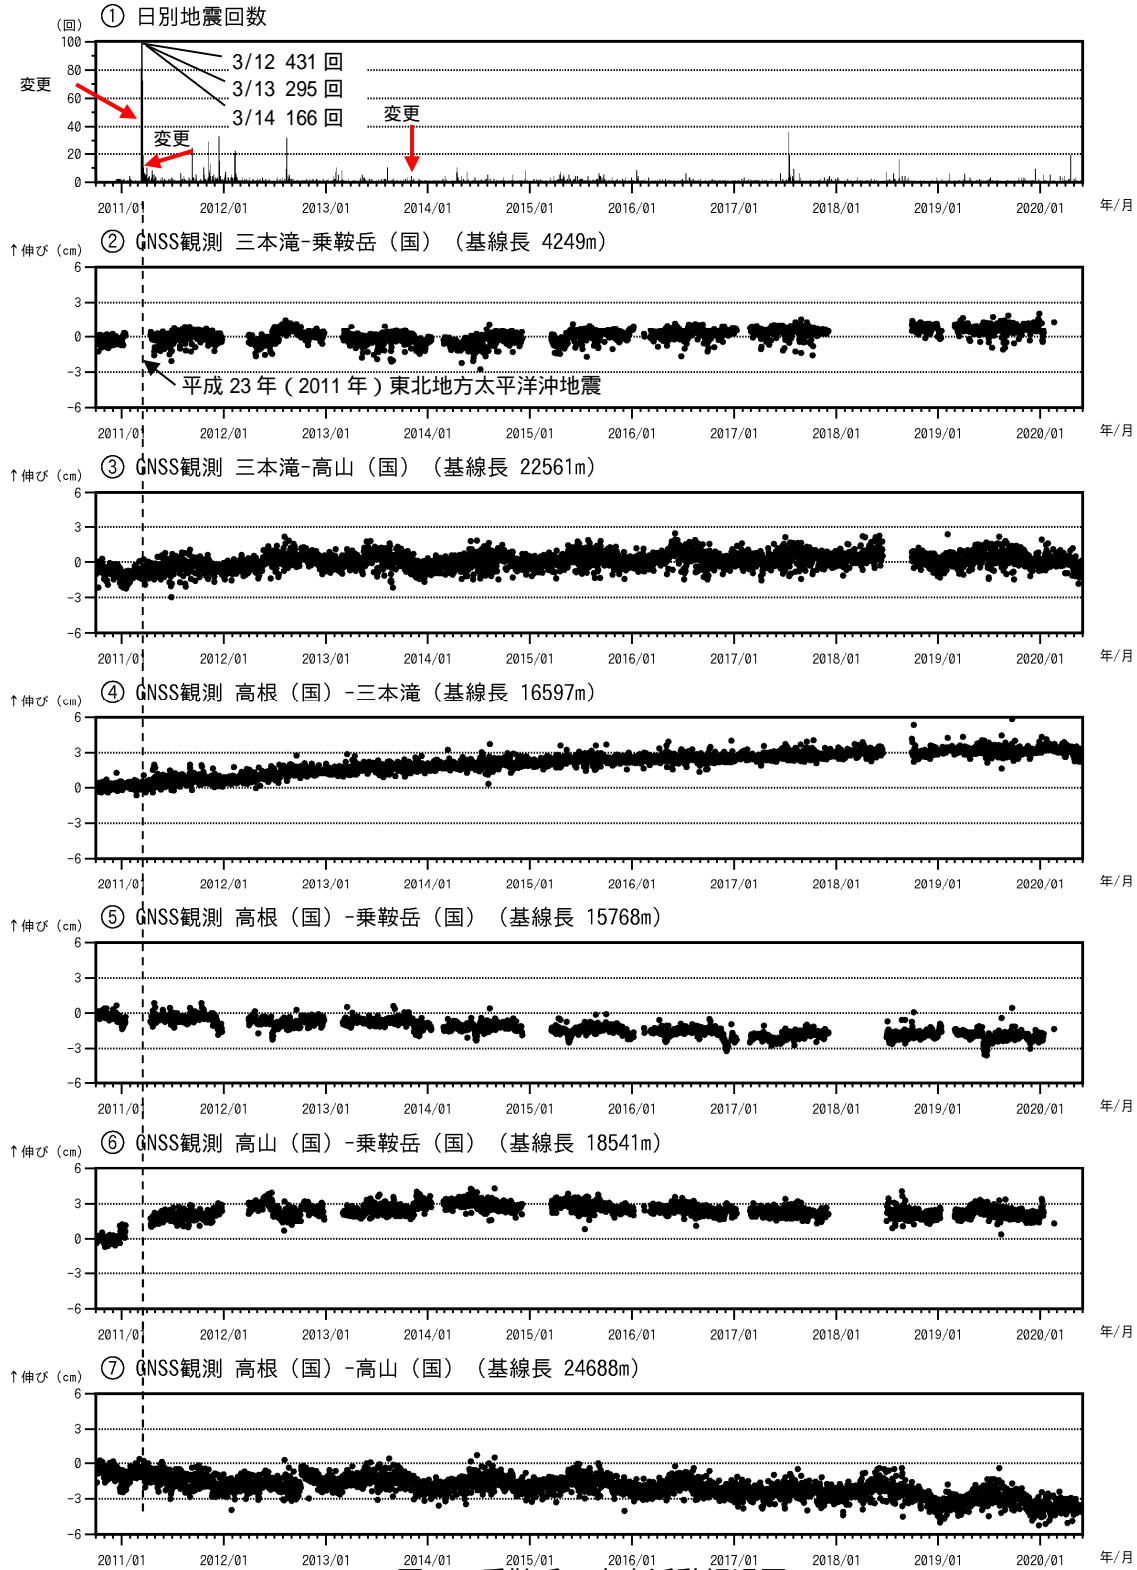 ① 日別地震回数
(回)
100
80
60
40
20
0
変更
3/12 431 回
3/13 295 回
3/14 166 回
変更
変更
2011/01 2012/01 2013/01 2014/01 2015/01 2016/01 2017/01 2018/01 2019/01 2020/01 年/月
② GNSS観測 三本滝-乗鞍岳（国）（基線長 4249m）
↑伸び（cm）
6
3
0
-3
-6
平成 23 年 ( 2011 年 ) 東北地方太平洋沖地震
2011/01 2012/01 2013/01 2014/01 2015/01 2016/01 2017/01 2018/01 2019/01 2020/01 年/月
③ GNSS観測 三本滝-高山（国）（基線長 22561m）
↑伸び（cm）
6
3
0
-3
-6
2011/01 2012/01 2013/01 2014/01 2015/01 2016/01 2017/01 2018/01 2019/01 2020/01 年/月
④ GNSS観測 高根（国）-三本滝（基線長 16597m）
↑伸び（cm）
6
3
0
-3
-6
2011/01 2012/01 2013/01 2014/01 2015/01 2016/01 2017/01 2018/01 2019/01 2020/01 年/月
⑤ GNSS観測 高根（国）-乗鞍岳（国）（基線長 15768m）
↑伸び（cm）
6
3
0
-3
-6
2011/01 2012/01 2013/01 2014/01 2015/01 2016/01 2017/01 2018/01 2019/01 2020/01 年/月
⑥ GNSS観測 高山（国）-乗鞍岳（国）（基線長 18541m）
↑伸び（cm）
6
3
0
-3
-6
2011/01 2012/01 2013/01 2014/01 2015/01 2016/01 2017/01 2018/01 2019/01 2020/01 年/月
⑦ GNSS観測 高根（国）-高山（国）（基線長 24688m）
↑伸び（cm）
6
3
0
-3
-6
2011/01 2012/01 2013/01 2014/01 2015/01 2016/01 2017/01 2018/01 2019/01 2020/01 年/月